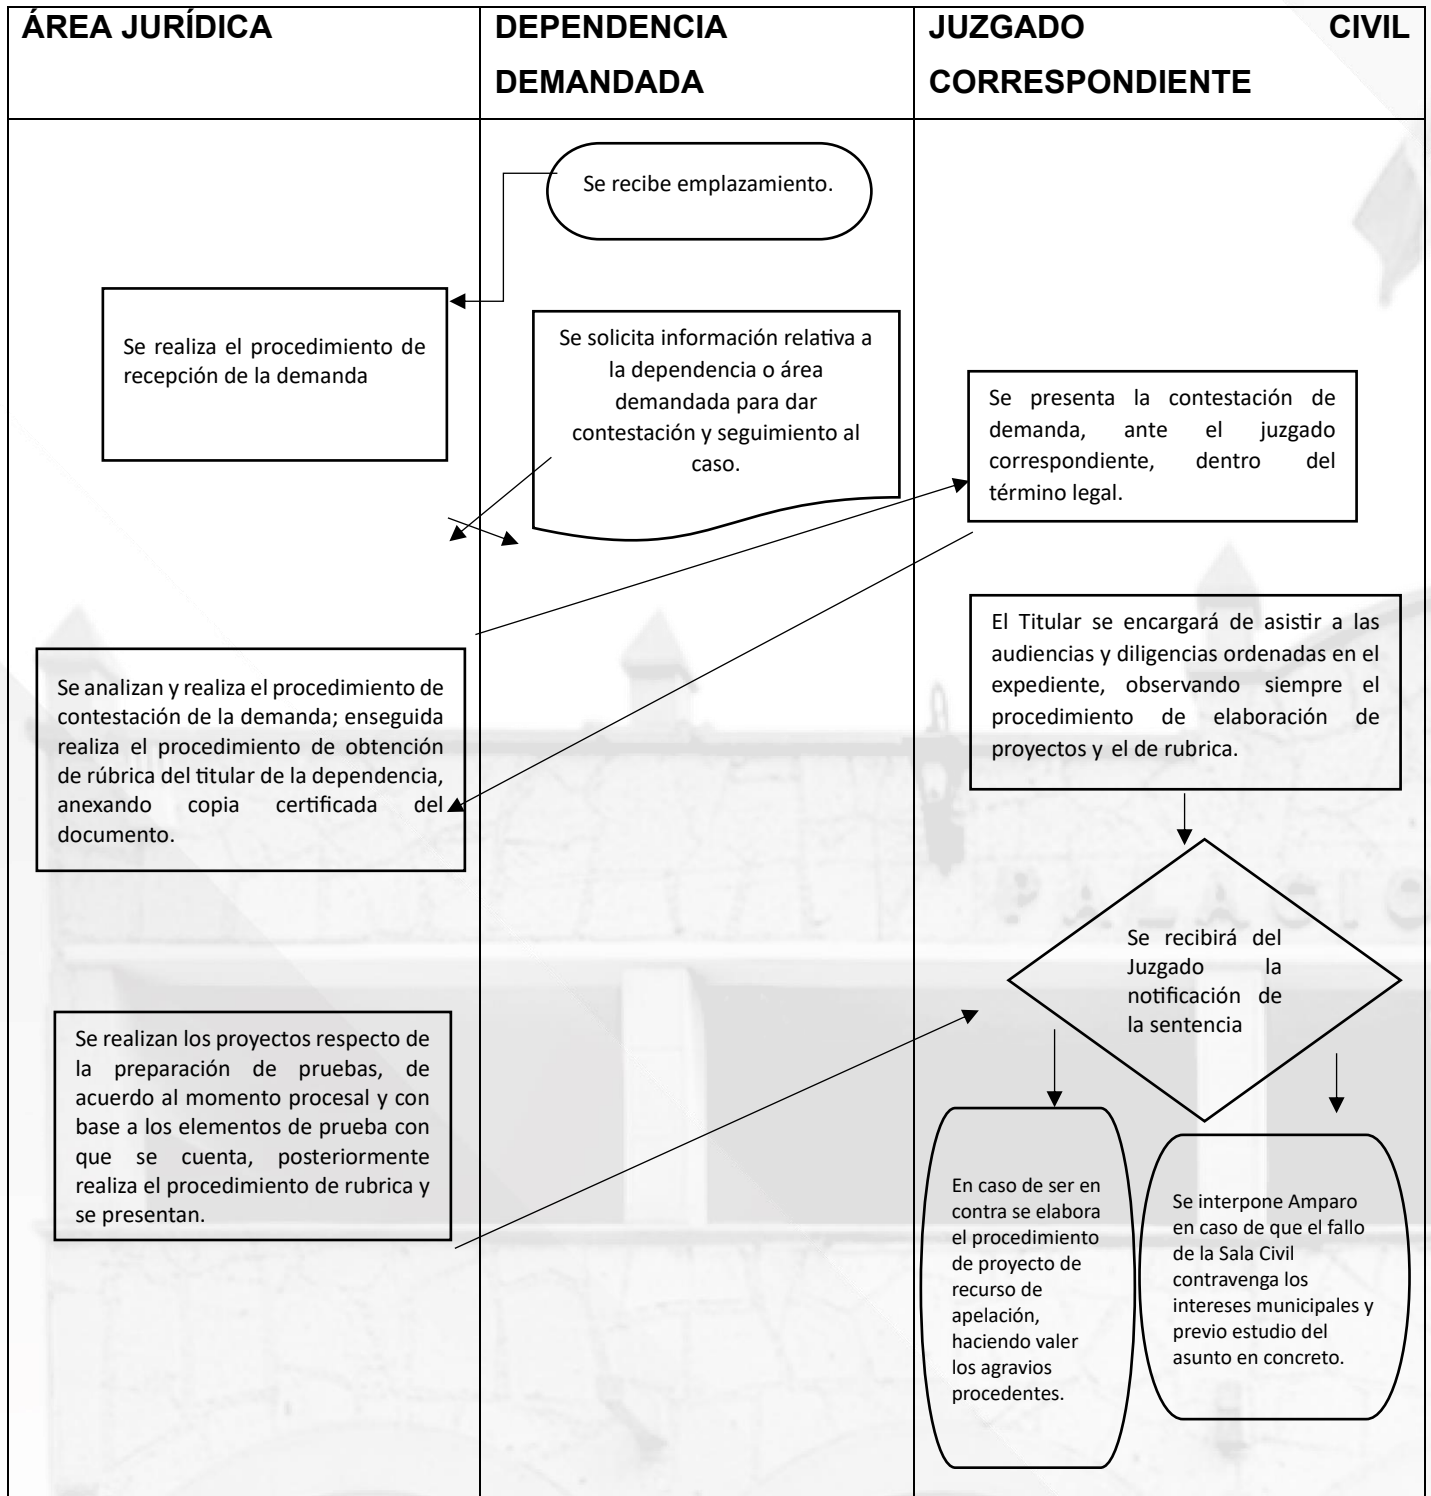 ÁREA JURÍDICA
DEPENDENCIA
DEMANDADA
JUZGADO CIVIL
CORRESPONDIENTE
Se recibe emplazamiento.
Se realiza el procedimiento de
recepción de la demanda
Se solicita información relativa a
la dependencia o área
demandada para dar
contestación y seguimiento al
caso.
Se presenta la contestación de
demanda, ante el juzgado
correspondiente, dentro del
término legal.
Se analizan y realiza el procedimiento de
contestación de la demanda; enseguida
realiza el procedimiento de obtención
de rúbrica del titular de la dependencia,
anexando copia certificada del
documento.
El Titular se encargará de asistir a las
audiencias y diligencias ordenadas en el
expediente, observando siempre el
procedimiento de elaboración de
proyectos y el de rubrica.
Se realizan los proyectos respecto de
la preparación de pruebas, de
acuerdo al momento procesal y con
base a los elementos de prueba con
que se cuenta, posteriormente
realiza el procedimiento de rubrica y
se presentan.
Se recibirá del
Juzgado la
notificación de
la sentencia
En caso de ser en
contra se elabora
el procedimiento
de proyecto de
recurso de
apelación,
haciendo valer
los agravios
procedentes.
Se interpone Amparo
en caso de que el fallo
de la Sala Civil
contravenga los
intereses municipales y
previo estudio del
asunto en concreto.
PALACIO